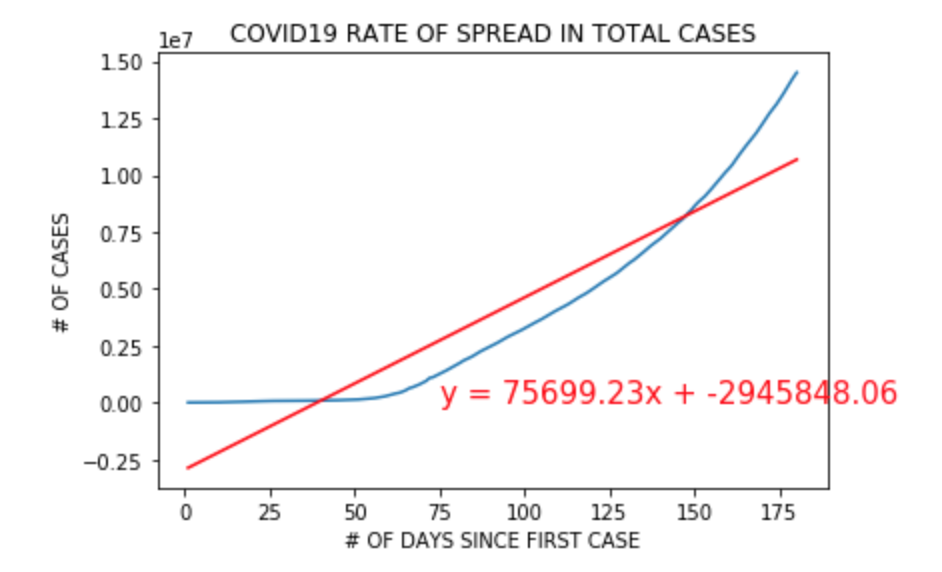 COVID19 RATE OF SPREAD IN TOTAL CASES
1e7
1.50
1.25
1.00
0.75
0.50
0.25
0.00
−0.25
# OF CASES
y = 75699.23x + -2945848.06
0 25 50 75 100 125 150 175
# OF DAYS SINCE FIRST CASE